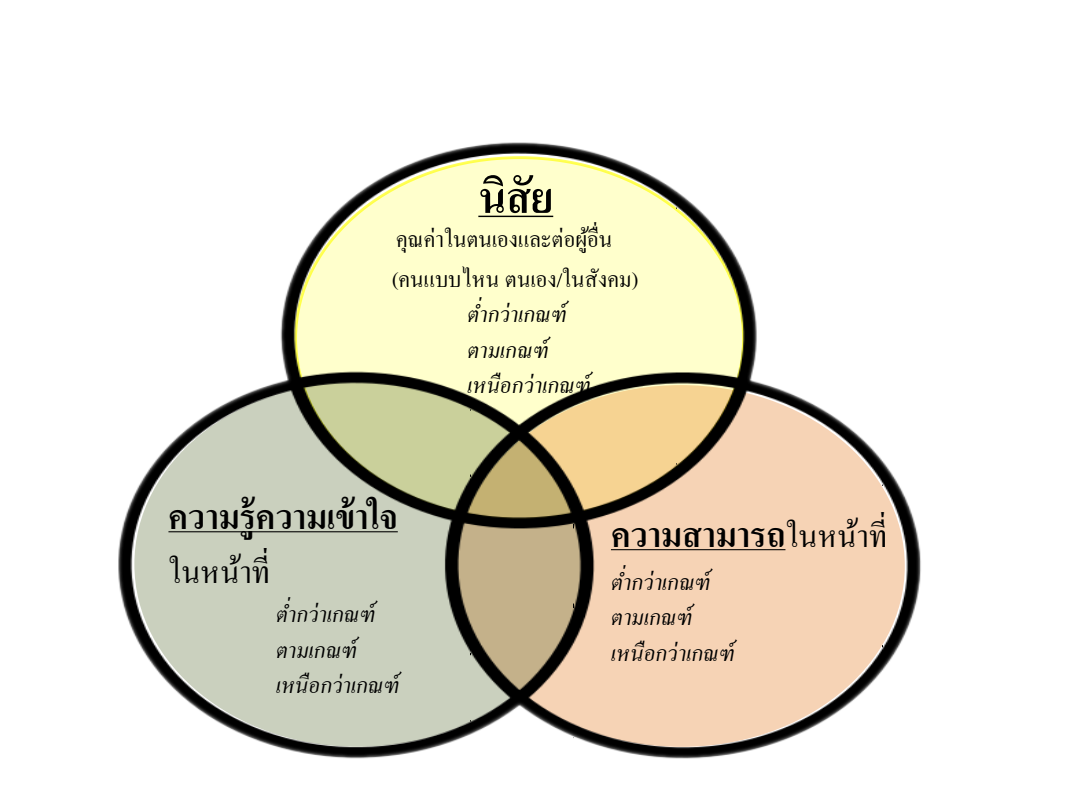 นิสัย
คุณค่าในตนเองและต่อผู้อื่น
(คนแบบไหน ตนเอง/ในสังคม)
ต่ำกว่าเกณฑ์
ตามเกณฑ์
เหนือกว่าเกณฑ์
ความรู้ความเข้าใจ
ในหน้าที่
ต่ำกว่าเกณฑ์
ตามเกณฑ์
เหนือกว่าเกณฑ์
ความสามารถในหน้าที่
ต่ำกว่าเกณฑ์
ตามเกณฑ์
เหนือกว่าเกณฑ์